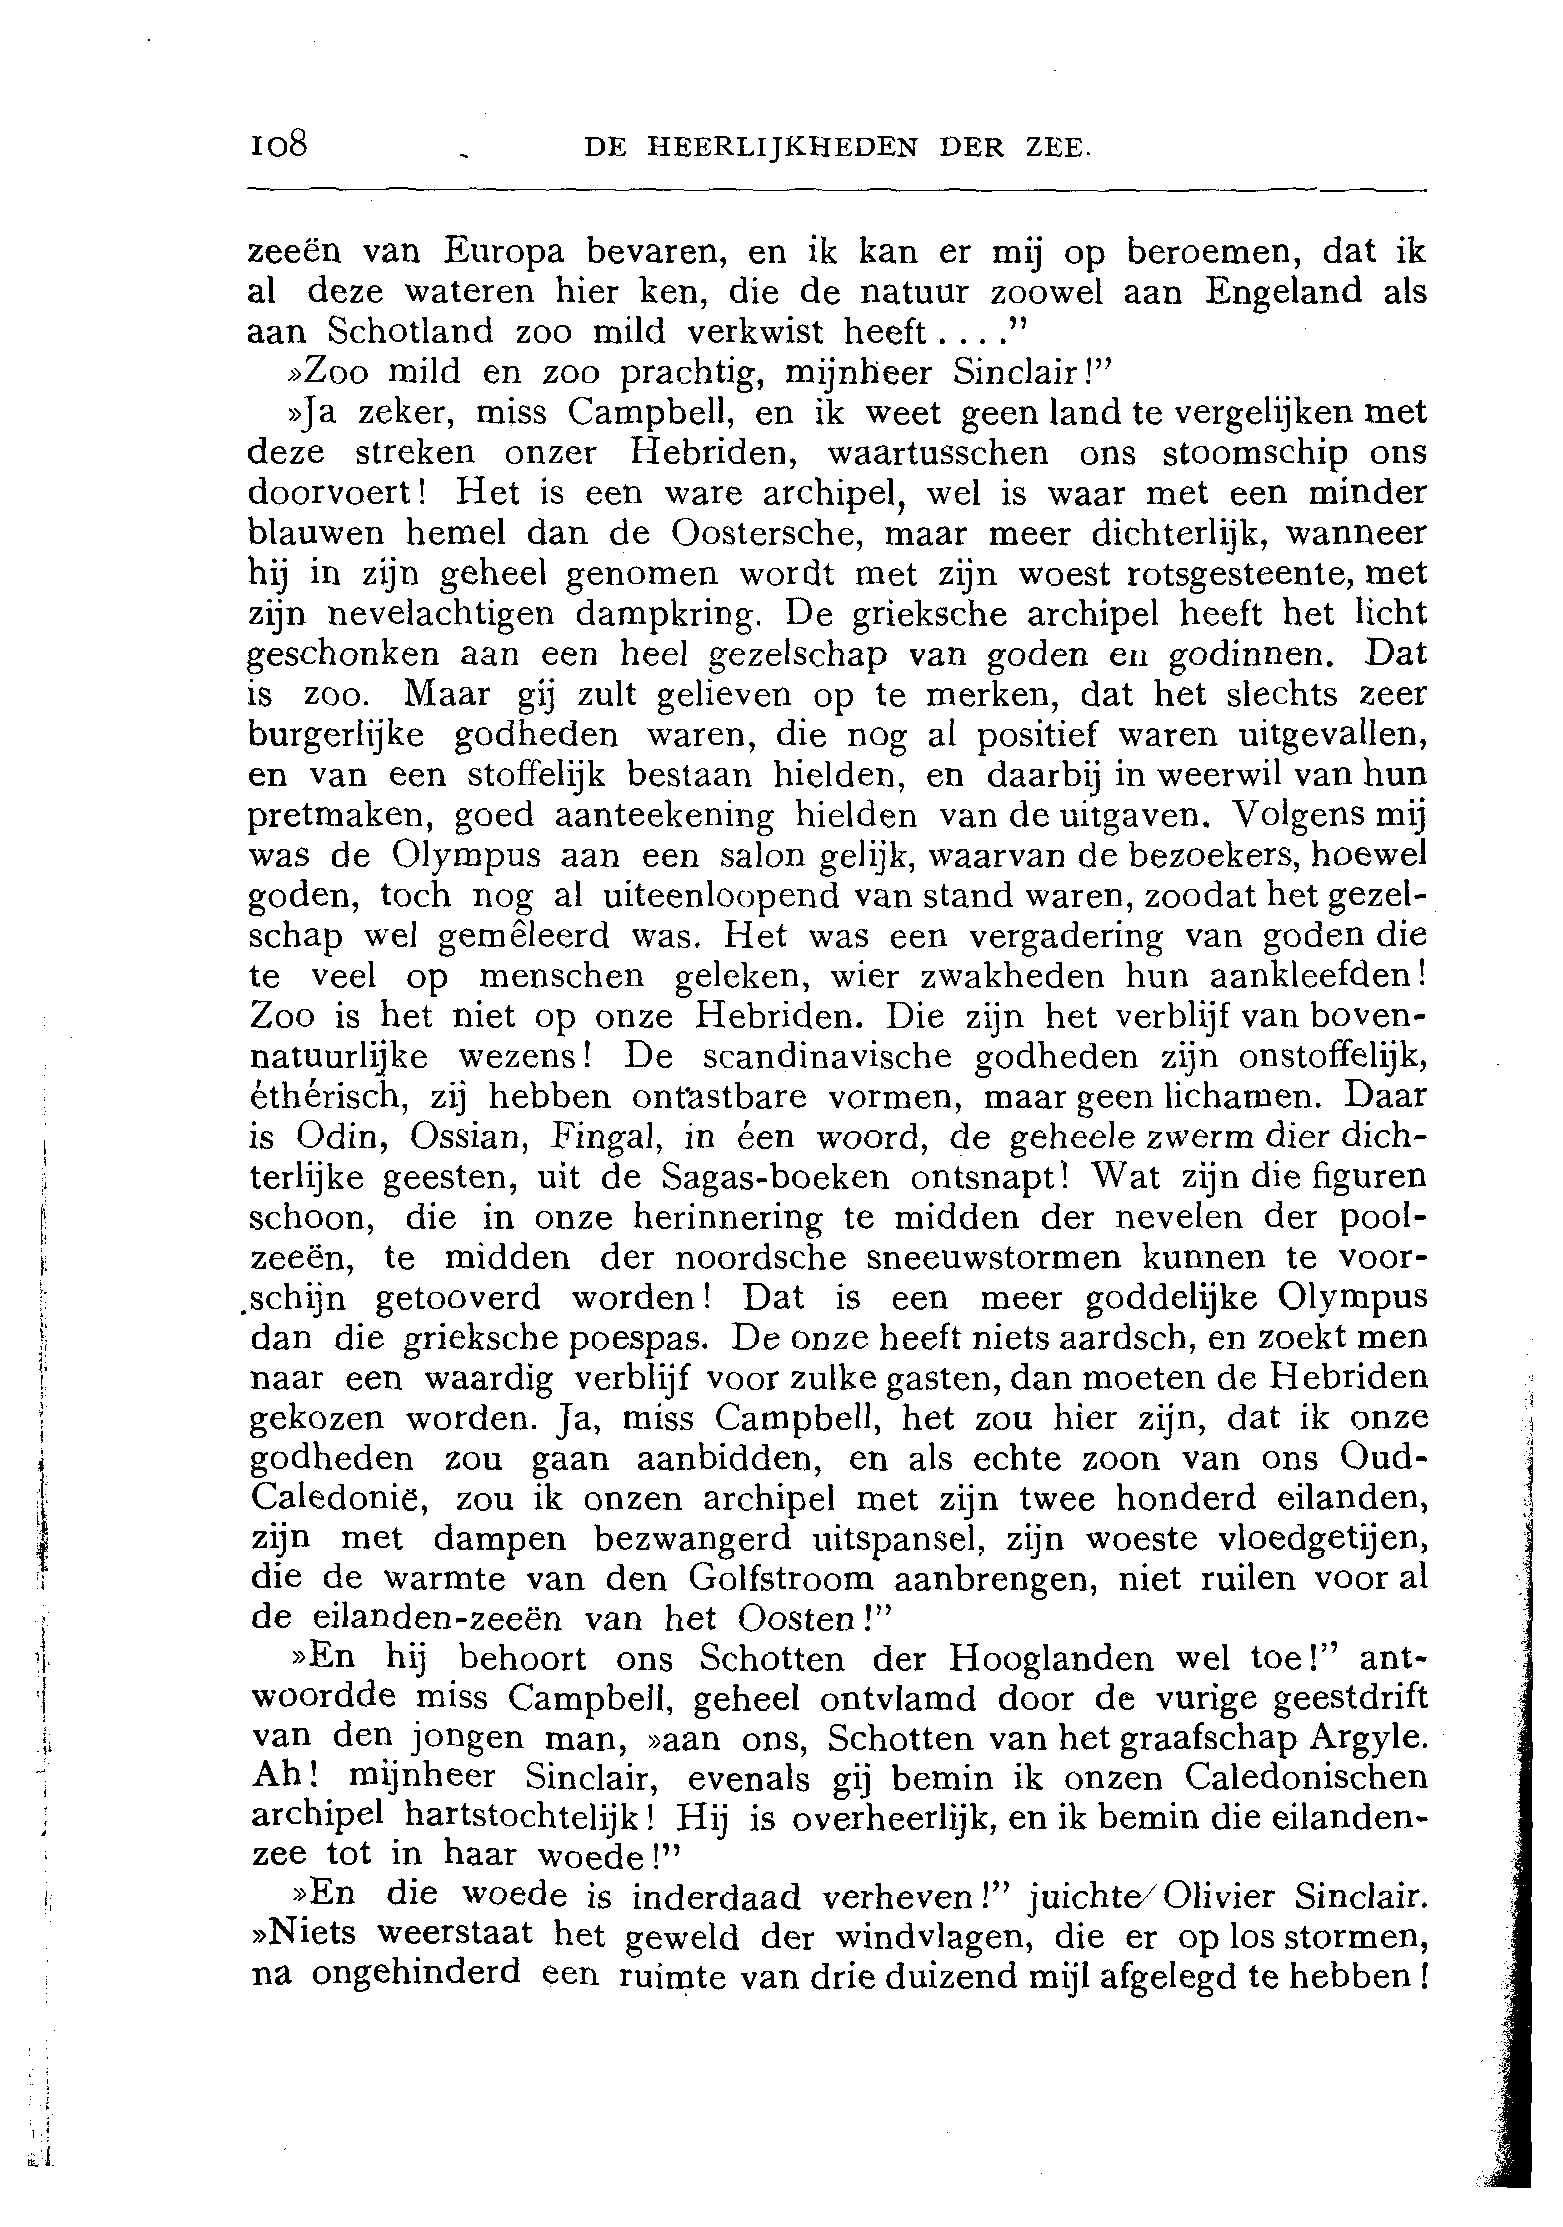 108 DE HEERLIJKHEDEN DER ZEE.
zeeën van Europa bevaren, en ik kan er mij op beroemen, dat ik
al deze wateren hier ken, die de natuur zoowel aan Engeland als
aan Schotland zoo mild verkwist heeft . . . ."
»Zoo mild en zoo prachtig, mijnheer Sinclair!"
»Ja zeker, miss Campbell, en ik weet geen land te vergelijken met
deze streken onzer Hebriden, waartusschen ons stoomschip ons
doorvoert! Het is een ware archipel, wel is waar met een minder
blauwen hemel dan de Oostersche, maar meer dichterlijk, wanneer
hij in zijn geheel genomen wordt met zijn woest rotsgesteente, met
zijn nevelachtigen dampkring. De grieksche archipel heeft het licht
geschonken aan een heel gezelschap van goden en godinnen. Dat
is zoo. Maar gij zult gelieven op te merken, dat het slechts zeer
burgerlijke godheden waren, die nog al positief waren uitgevallen,
en van een stoffelijk bestaan hielden, en daarbij in weerwil van hun
pretmaken, goed aanteekening hielden van de uitgaven. Volgens mij
was de Olympus aan een salon gelijk, waarvan de bezoekers, hoewel
goden, toch nog al uiteenloopend van stand waren, zoodat het gezel-
schap wel gemêleerd was. Het was een vergadering van goden die
te veel op menschen geleken, wier zwakheden hun aankleefden!
Zoo is het niet op onze Hebriden. Die zijn het verblijf van boven-
natuurlijke wezens! De scandinavische godheden zijn onstoffelijk,
éthérisch, zij hebben ontastbare vormen, maar geen lichamen. Daar
is Odin, Ossian, Fingal, in éen woord, de geheele zwerm dier dich-
terlijke geesten, uit de Sagas-boeken ontsnapt! Wat zijn die figuren
schoon, die in onze herinnering te midden der nevelen der pool-
zeeën, te midden der noordsche sneeuwstormen kunnen te voor-
schijn getooverd worden! Dat is een meer goddelijke Olympus
dan die grieksche poespas. De onze heeft niets aardsch, en zoekt men
naar een waardig verblijf voor zulke gasten, dan moeten de Hebriden
gekozen worden. Ja, miss Campbell, het zou hier zijn, dat ik onze
godheden zou gaan aanbidden, en als echte zoon van ons Oud-
Caledonië, zou ik onzen archipel met zijn twee honderd eilanden,
zijn met dampen bezwangerd uitspansel, zijn woeste vloedgetijen,
die de warmte van den Golfstroom aanbrengen, niet ruilen voor al
de eilanden-zeeën van het Oosten!"
»En hij behoort ons Schotten der Hooglanden wel toe!" ant-
woordde miss Campbell, geheel ontvlamd door de vurige geestdrift
van den jongen man, »aan ons, Schotten van het graafschap Argyle.
Ah! mijnheer Sinclair, evenals gij bemin ik onzen Caledonischen
archipel hartstochtelijk! Hij is overheerlijk, en ik bemin die eilanden-
zee tot in haar woede!"
»En die woede is inderdaad verheven!" juichte Olivier Sinclair.
»Niets weerstaat het geweld der windvlagen, die er op los stormen,
na ongehinderd een ruimte van drie duizend mijl afgelegd te hebben!